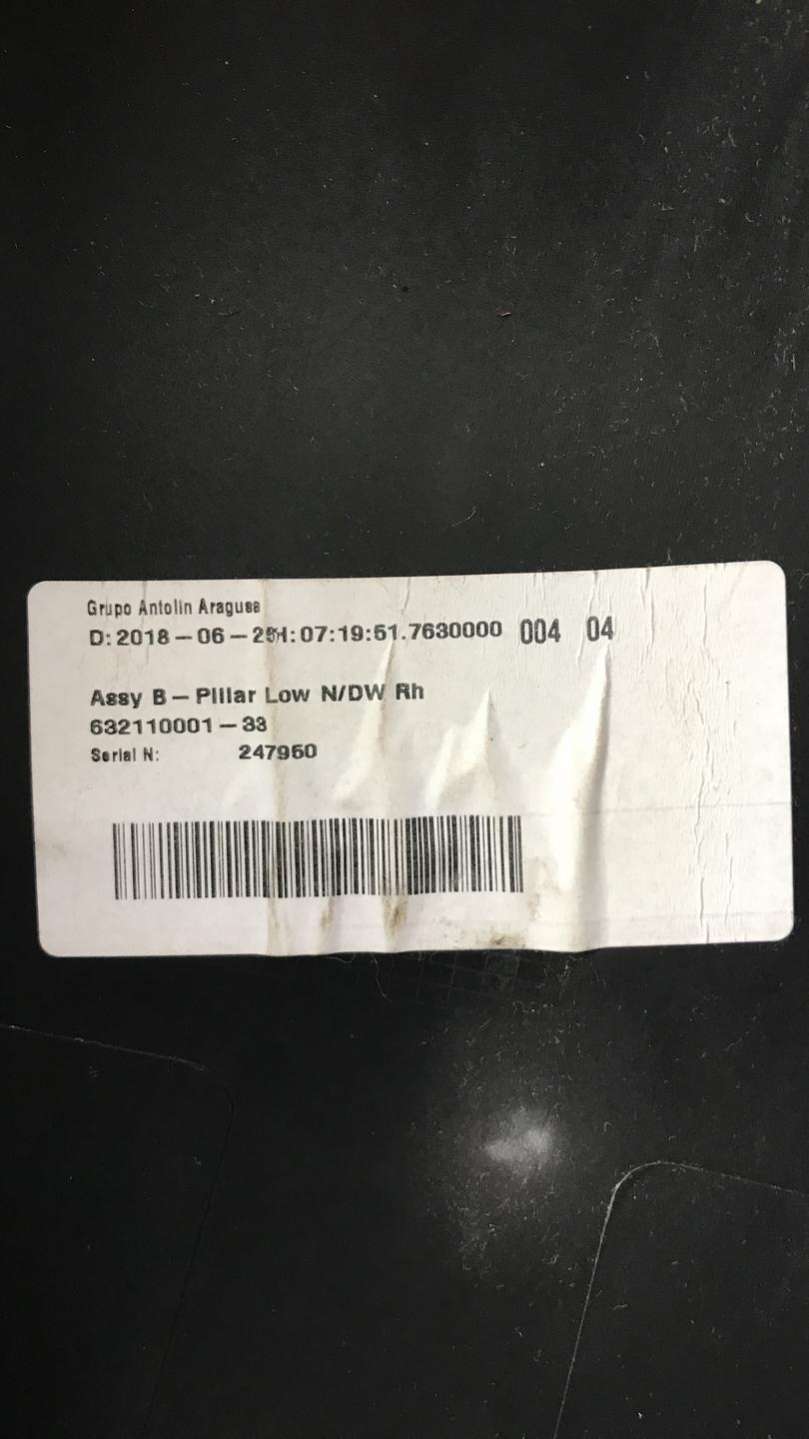 Grupo Antolin Aragusa
D:2018-06-25H:07:19:51.7630000 004 04
Assy B-Pillar Low N/DW Rh
632110001-33
Serial N: 247950